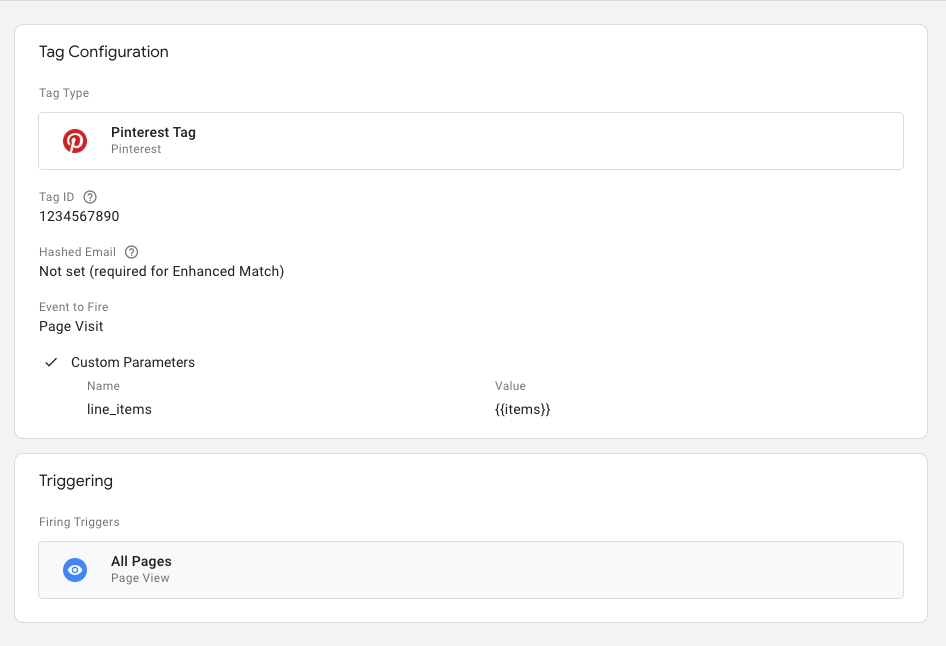 Tag Configuration
Tag Type
Pinterest Tag
Pinterest
Tag ID
1234567890
Hashed Email
Not set (required for Enhanced Match)
Event to Fire
Page Visit
Custom Parameters
Name Value
line_items {{items}}
Triggering
Firing Triggers
All Pages
Page View